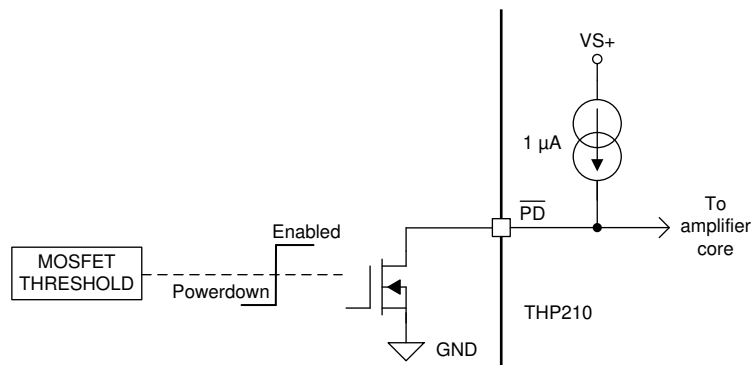 VS+
1 µA
PD
To
amplifier
core
Enabled
MOSFET
THRESHOLD
Powerdown
THP210
GND